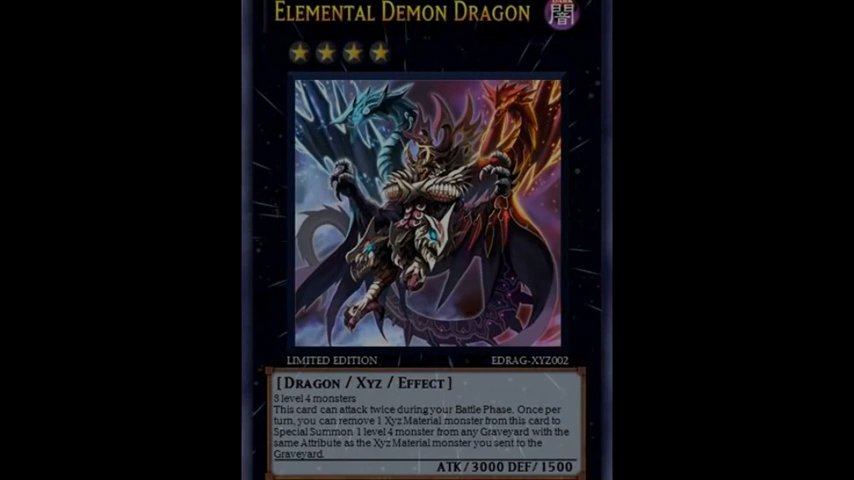 Elemental Demon Dragon
闇
LIMITED EDITION
EDRAG-XYZ002
[ Dragon / Xyz / Effect ]
3 level 4 monsters
This card can attack twice during your Battle Phase. Once per
turn, you can remove 1 Xyz Material monster from this card to
Special Summon 1 level 4 monster from any Graveyard with the
same Attribute as the Xyz Material monster you sent to the
Graveyard.
ATK / 3000 DEF / 1500